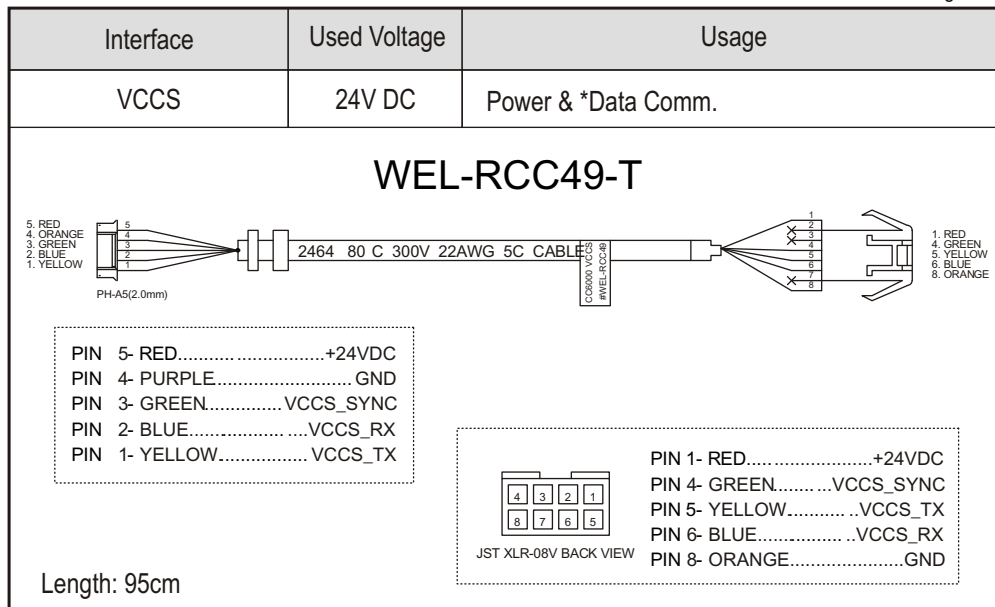 Interface Used Voltage Usage
VCCS 24V DC Power & *Data Comm.
WEL-RCC49-T
5. RED
4. ORANGE
3. GREEN
2. BLUE
1. YELLOW
5
4
3
2
1
PH-A5(2.0mm)
2464 80 C 300V 22AWG 5C CABLE
CC6000 VCCS
#WEL-RCC49
1
2
3
4
5
6
7
8
1. RED
4. GREEN
5. YELLOW
6. BLUE
8. ORANGE
PIN 5- RED...........................+24VDC
PIN 4- PURPLE.......................... GND
PIN 3- GREEN...............VCCS_SYNC
PIN 2- BLUE.......................VCCS_RX
PIN 1- YELLOW................. VCCS_TX
4 3 2 1
8 7 6 5
JST XLR-08V BACK VIEW
PIN 1- RED........................+24VDC
PIN 4- GREEN...........VCCS_SYNC
PIN 5- YELLOW.............VCCS_TX
PIN 6- BLUE...................VCCS_RX
PIN 8- ORANGE......................GND
Length: 95cm